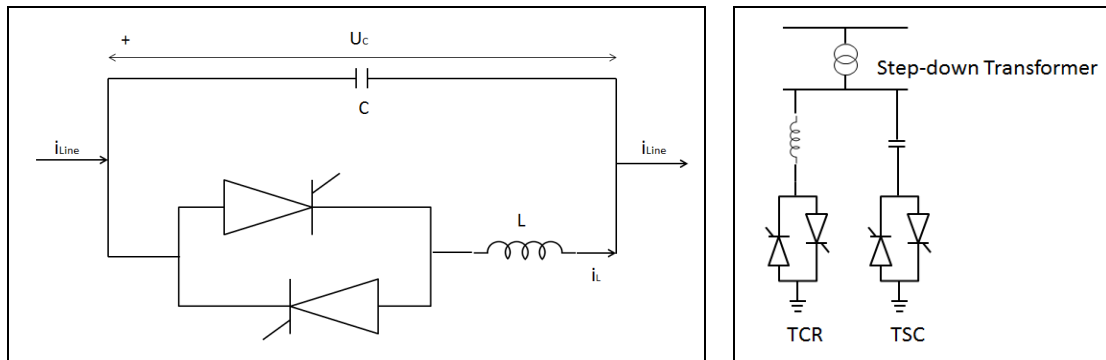 +
Uc
C
iLine
iLine
L
iL
Step-down Transformer
TCR
TSC